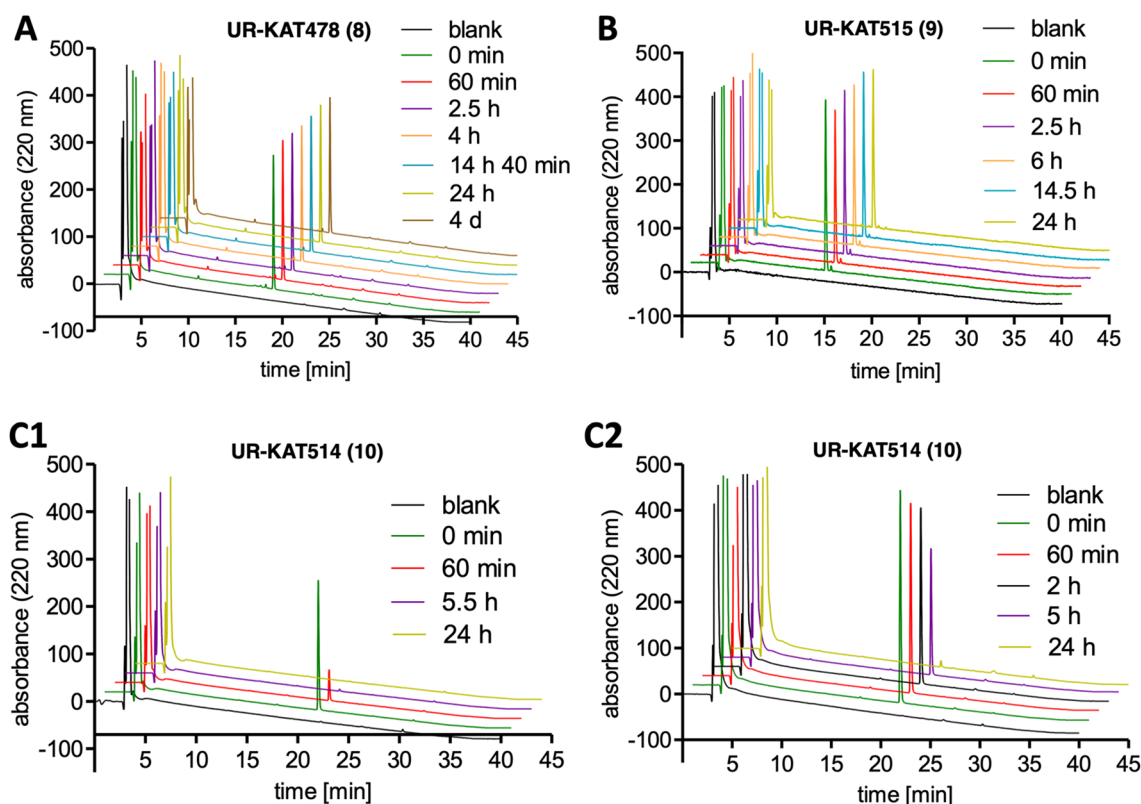 A
UR-KAT478 (8)
absorbance (220 nm)
500
400
300
200
100
0
-100
5 10 15 20 25 30 35 40 45
time [min]
blank
0 min
60 min
2.5 h
4 h
14 h 40 min
24 h
4 d
B
UR-KAT515 (9)
absorbance (220 nm)
500
400
300
200
100
0
-100
5 10 15 20 25 30 35 40 45
time [min]
blank
0 min
60 min
2.5 h
6 h
14.5 h
24 h
C1
UR-KAT514 (10)
absorbance (220 nm)
500
400
300
200
100
0
-100
5 10 15 20 25 30 35 40 45
time [min]
blank
0 min
60 min
5.5 h
24 h
C2
UR-KAT514 (10)
absorbance (220 nm)
500
400
300
200
100
0
-100
5 10 15 20 25 30 35 40 45
time [min]
blank
0 min
60 min
2 h
5 h
24 h